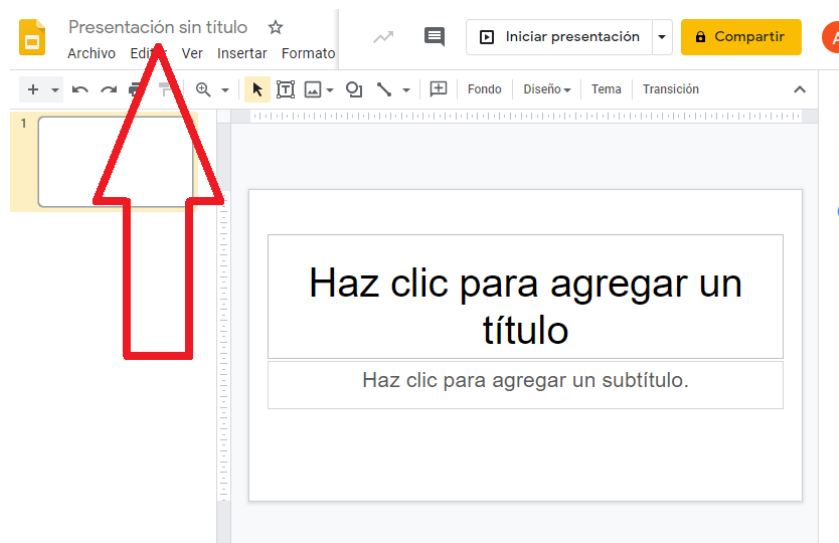 Presentación sin título
Archivo Editar Ver Insertar Formato
Iniciar presentación
Compartir
Fondo Diseño Tema Transición
1
Haz clic para agregar un
título
Haz clic para agregar un subtítulo.